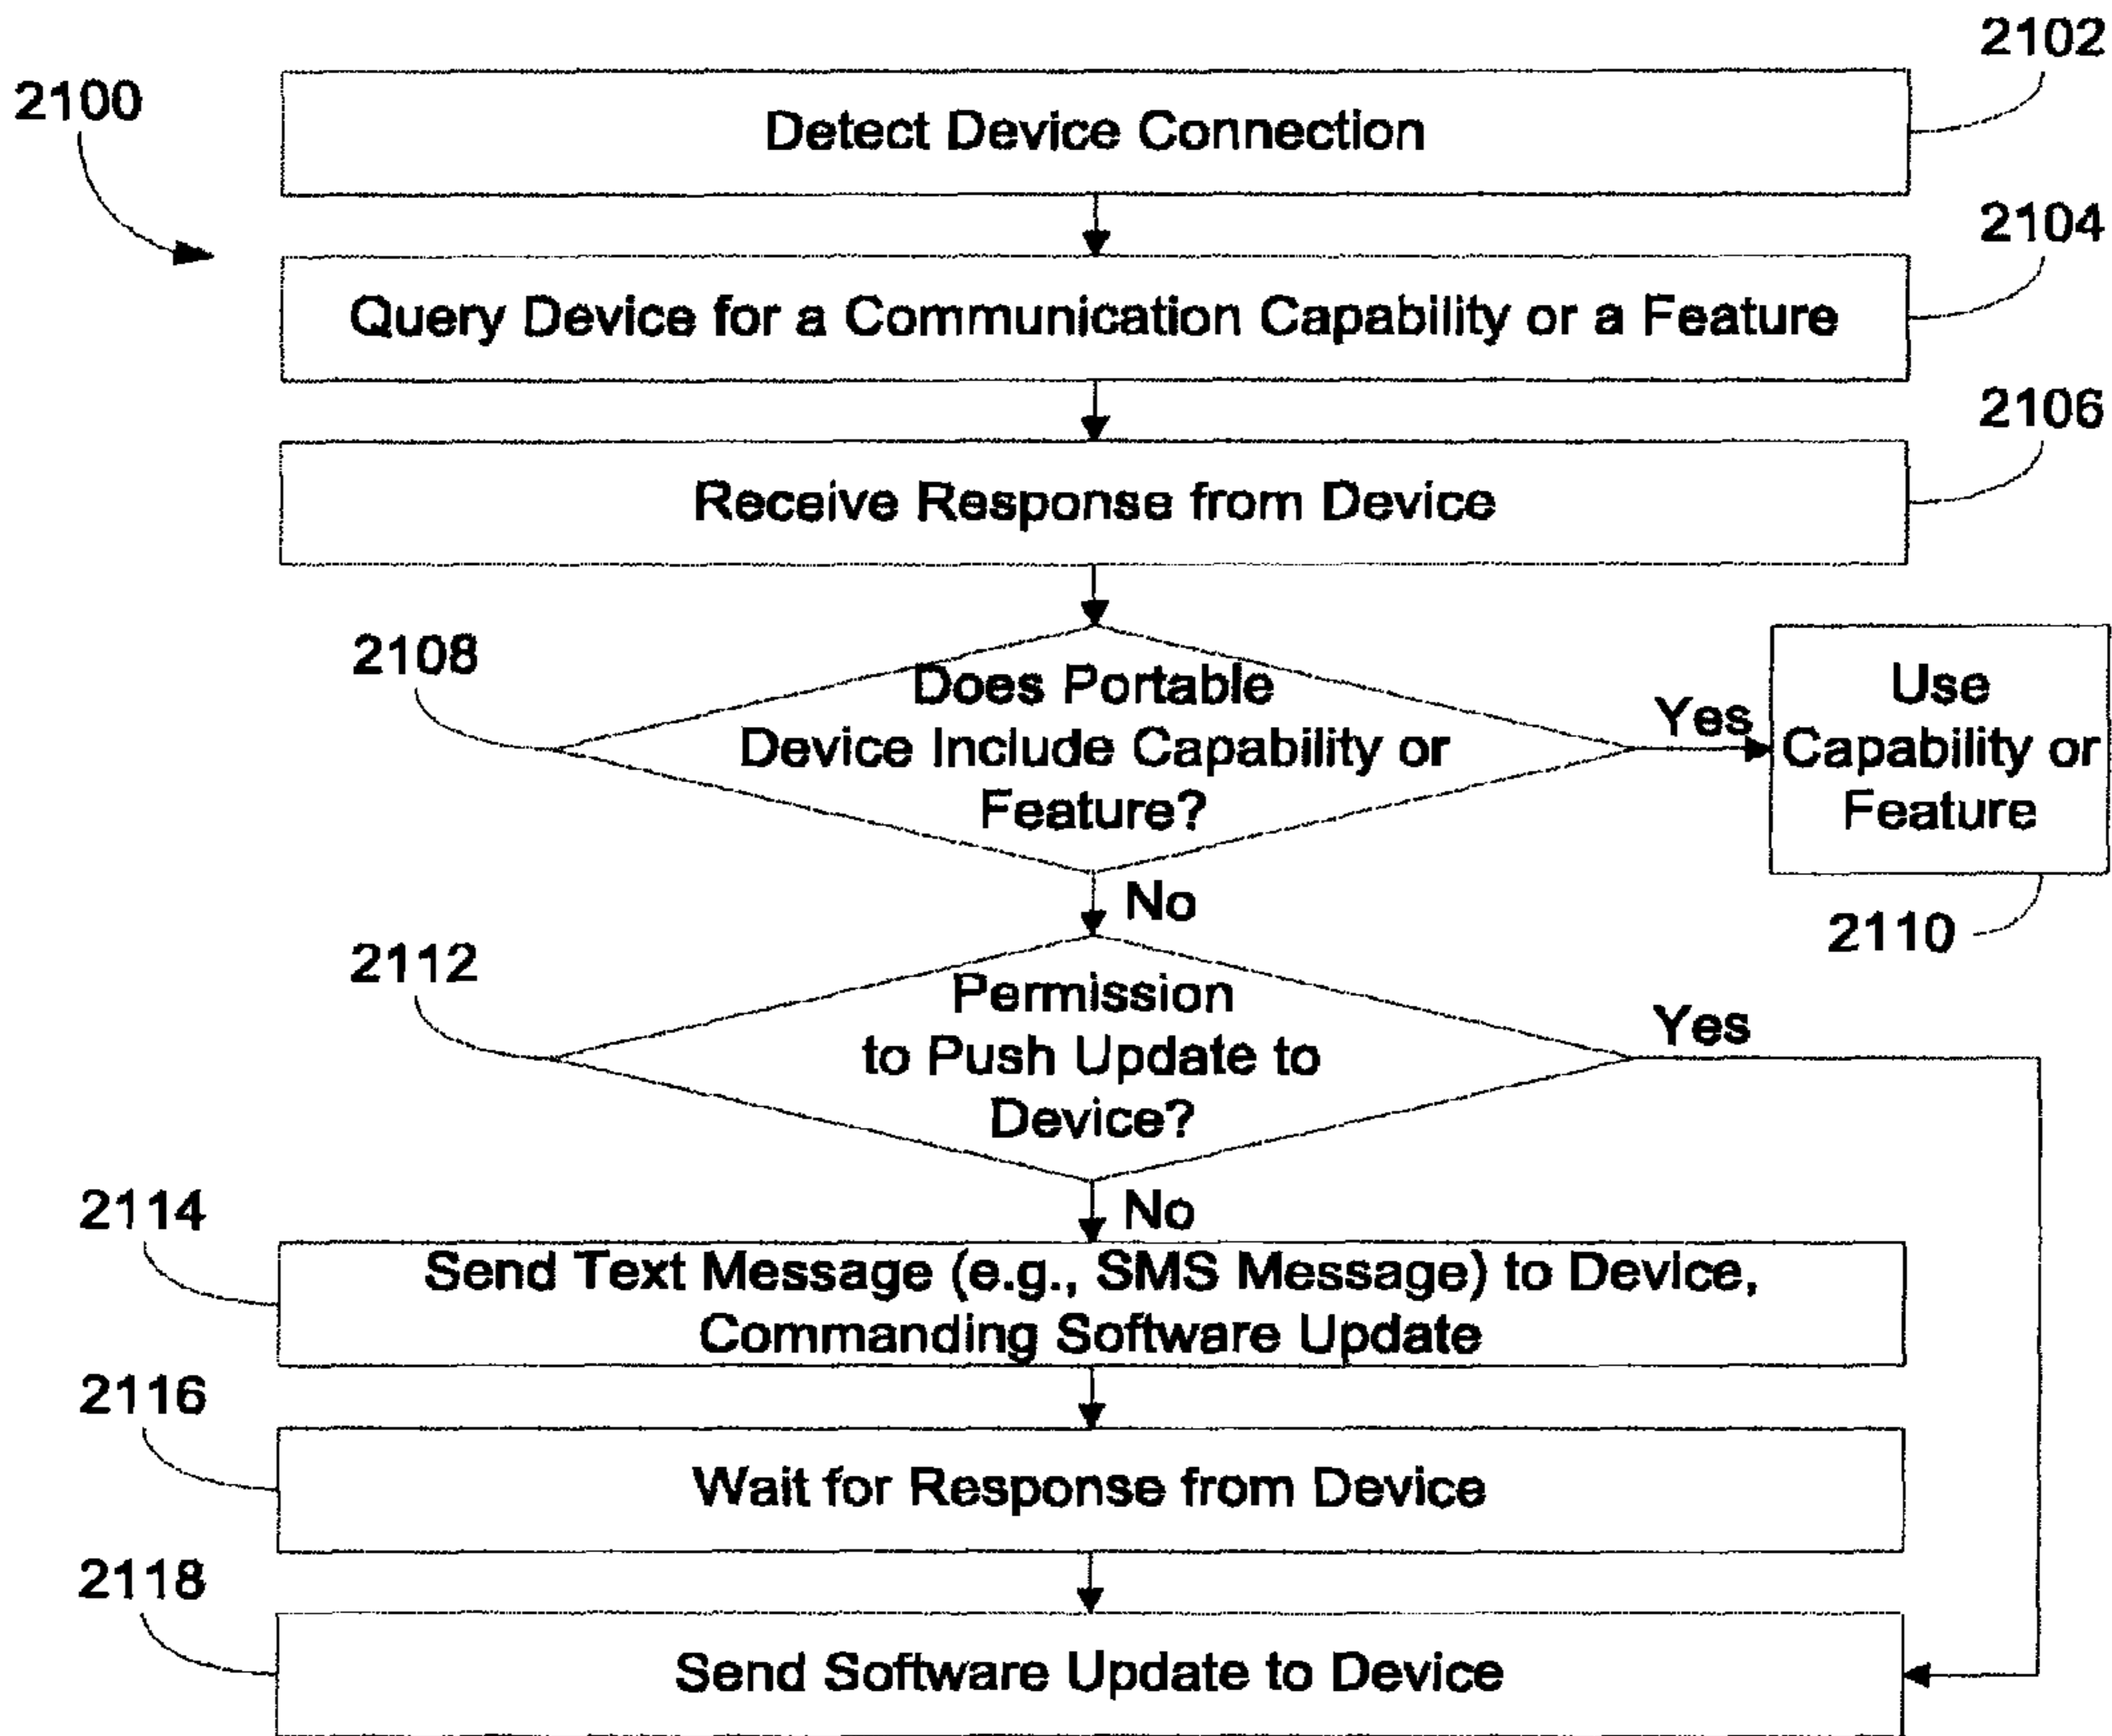 2102
2100
Detect Device Connection
2104
Query Device for a Communication Capability or a Feature
2106
Receive Response from Device
2108
Does Portable
Device Include Capability or
Feature?
Yes
Use
Capability or
Feature
2110
No
2112
Permission
to Push Update to
Device?
Yes
No
2114
Send Text Message (e.g., SMS Message) to Device,
Commanding Software Update
2116
Wait for Response from Device
2118
Send Software Update to Device